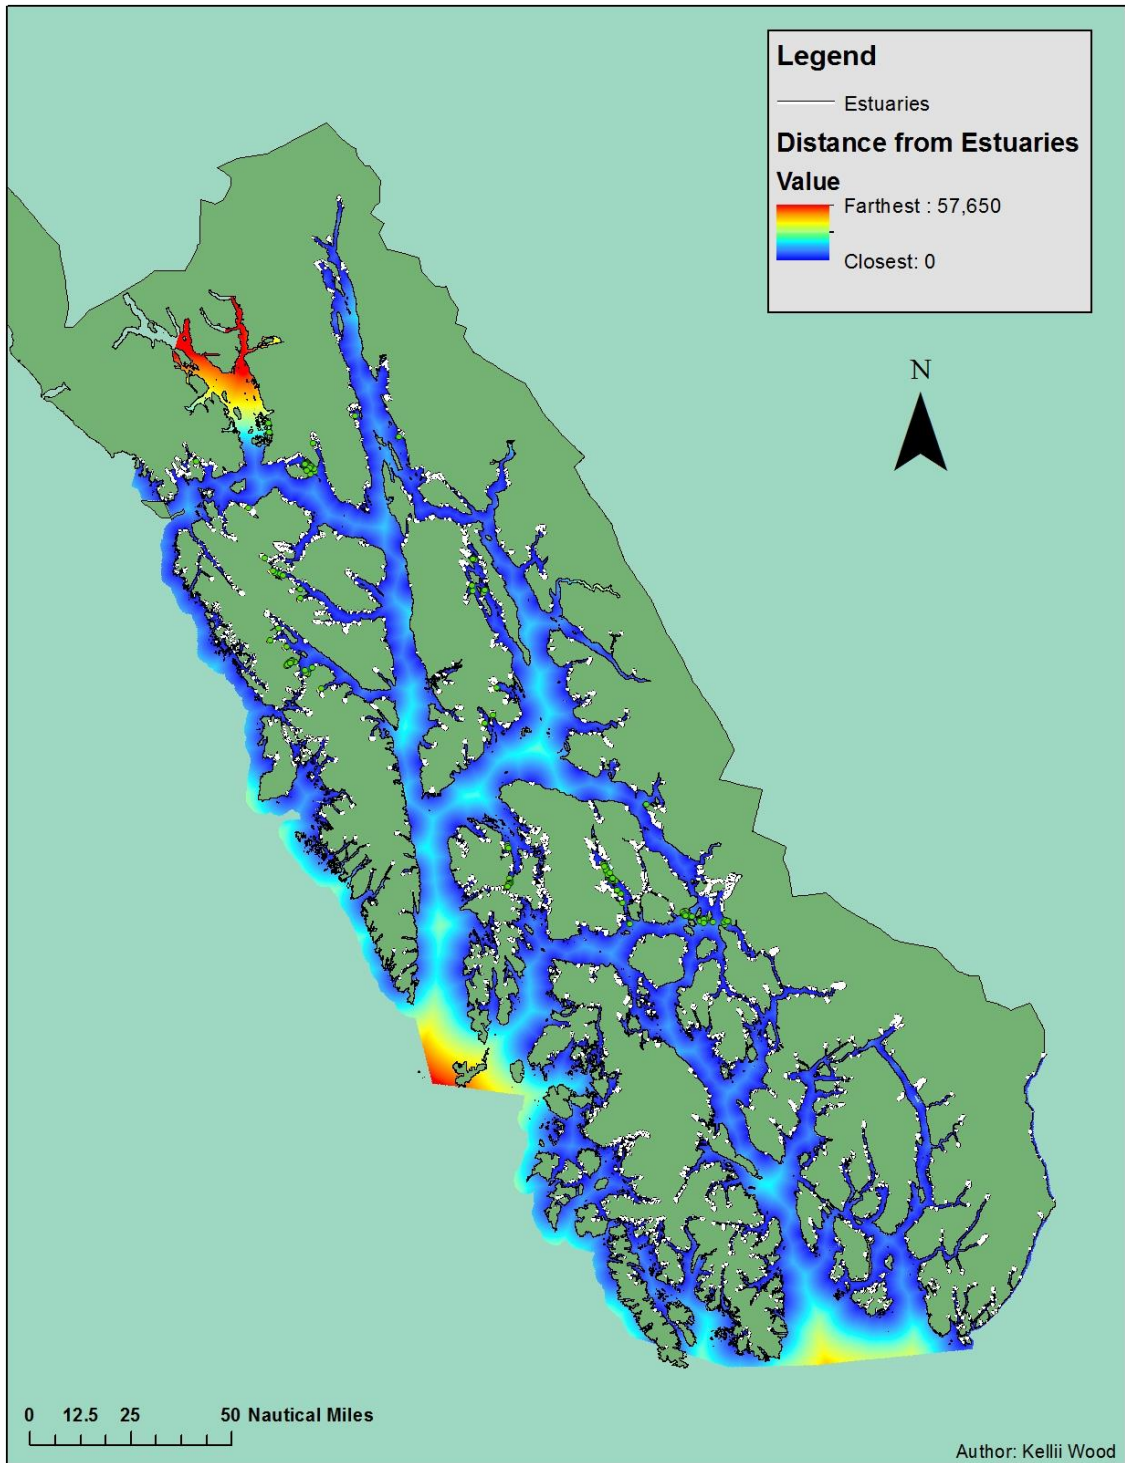 Legend
Estuaries
Distance from Estuaries
Value
Farthest : 57,650
Closest: 0
N
0 12.5 25 50 Nautical Miles
Author: Kellii Wood